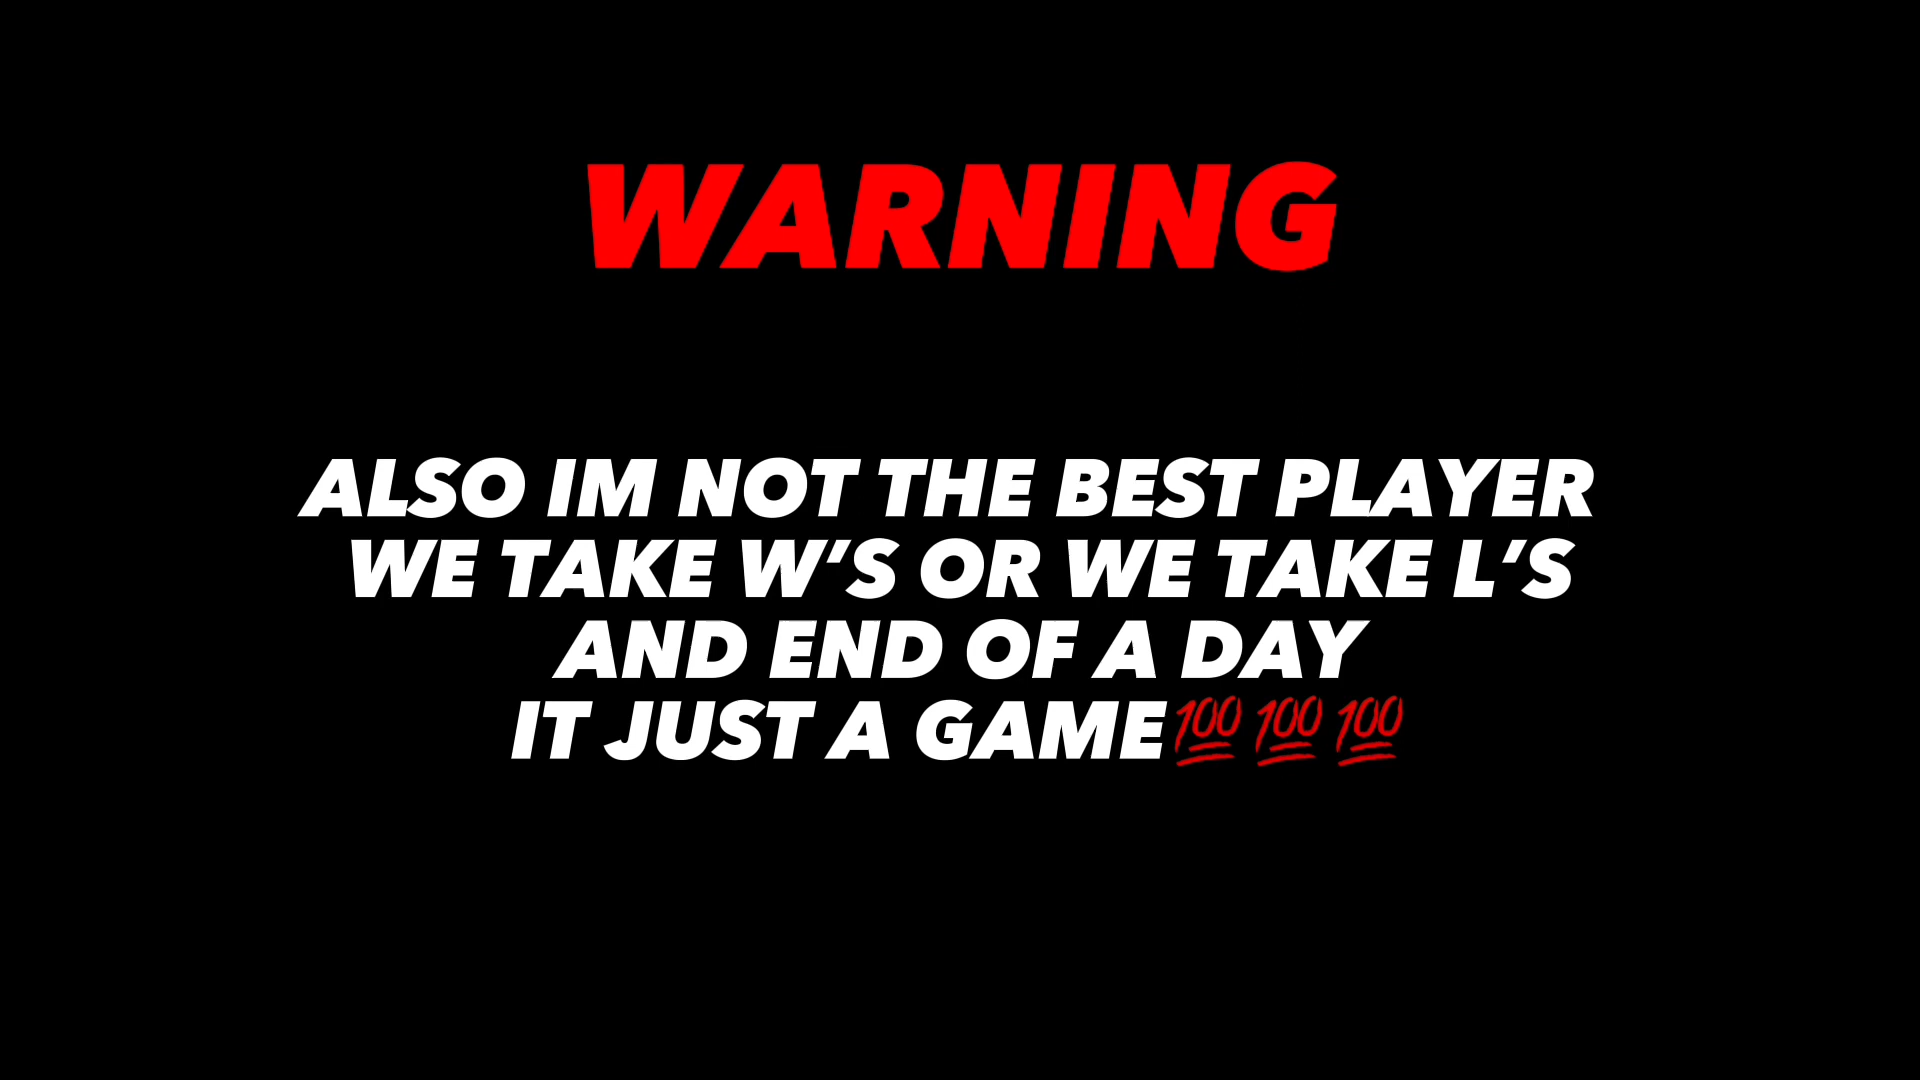 WARNING
ALSO IM NOT THE BEST PLAYER
WE TAKE W’S OR WE TAKE L’S
AND END OF A DAY
IT JUST A GAME💯💯💯